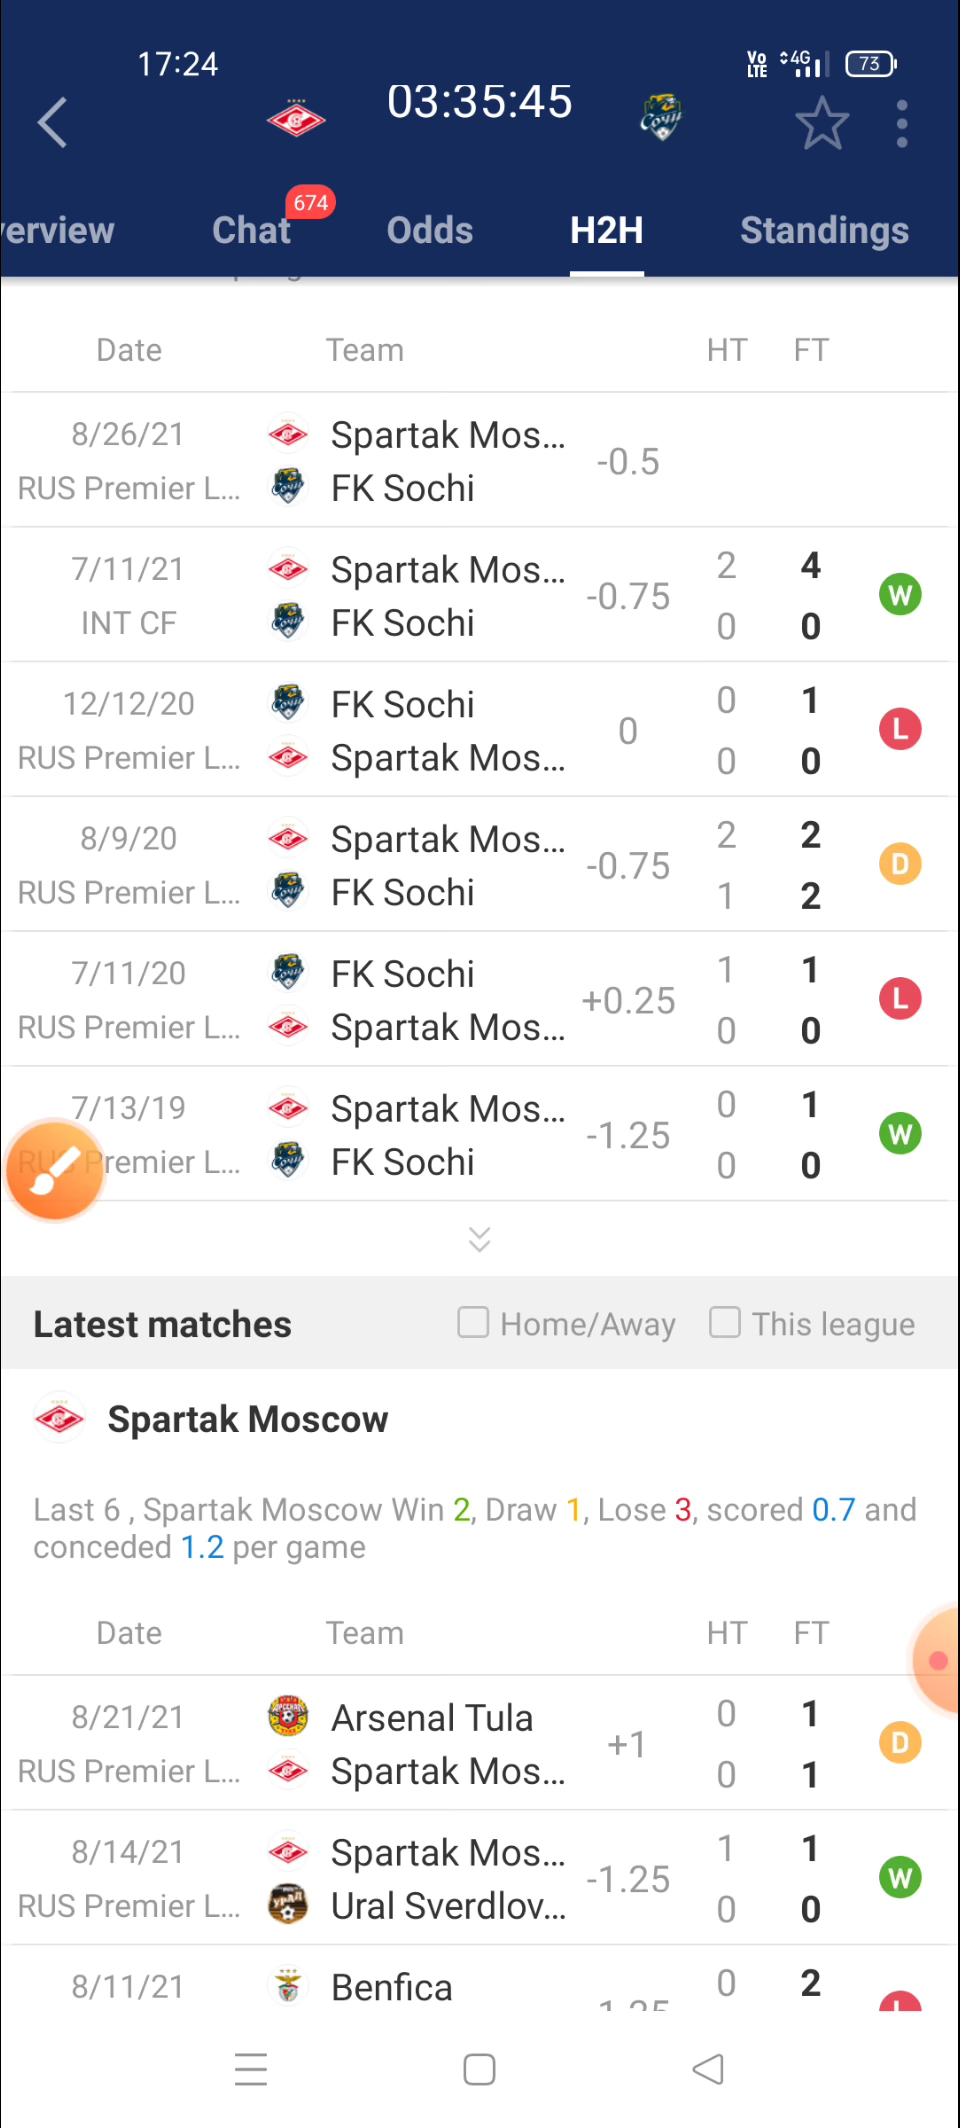 17:24
Vo LTE 4G 73
03:35:45
erview Chat 674 Odds H2H Standings
Date Team HT FT
8/26/21 Spartak Mos...
RUS Premier L... FK Sochi -0.5
7/11/21 Spartak Mos... 2 4
INT CF FK Sochi -0.75 0 0 W
12/12/20 FK Sochi 0 1
RUS Premier L... Spartak Mos... 0 0 0 L
8/9/20 Spartak Mos... 2 2
RUS Premier L... FK Sochi -0.75 1 2 D
7/11/20 FK Sochi 1 1
RUS Premier L... Spartak Mos... +0.25 0 0 L
7/13/19 Spartak Mos... 0 1
RUS Premier L... FK Sochi -1.25 0 0 W
Latest matches Home/Away This league
Spartak Moscow
Last 6 , Spartak Moscow Win 2, Draw 1, Lose 3, scored 0.7 and
conceded 1.2 per game
Date Team HT FT
8/21/21 Arsenal Tula 0 1
RUS Premier L... Spartak Mos... +1 0 1 D
8/14/21 Spartak Mos... 1 1
RUS Premier L... Ural Sverdlov... -1.25 0 0 W
8/11/21 Benfica 0 2